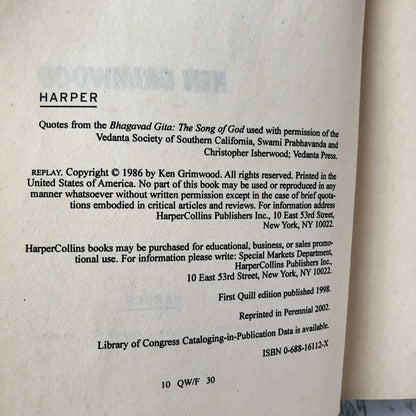 HARPER
Quotes from the Bhagavad Gita: The Song of God used with permission of the
Vedanta Society of Southern California, Swami Prabhavanda and
Christopher Isherwood; Vedanta Press.
REPLAY. Copyright © 1986 by Ken Grimwood. All rights reserved. Printed in the
United States of America. No part of this book may be used or reproduced in any
manner whatsoever without written permission except in the case of brief quota-
tions embodied in critical articles and reviews. For information address
HarperCollins Publishers Inc., 10 East 53rd Street,
New York, NY 10022.
HarperCollins books may be purchased for educational, business, or sales promo-
tional use. For information please write: Special Markets Department,
HarperCollins Publishers Inc.,
10 East 53rd Street, New York, NY 10022.
First Quill edition published 1998.
Reprinted in Perennial 2002.
Library of Congress Cataloging-in-Publication Data is available.
ISBN 0-688-16112-X
10 QW/F 30